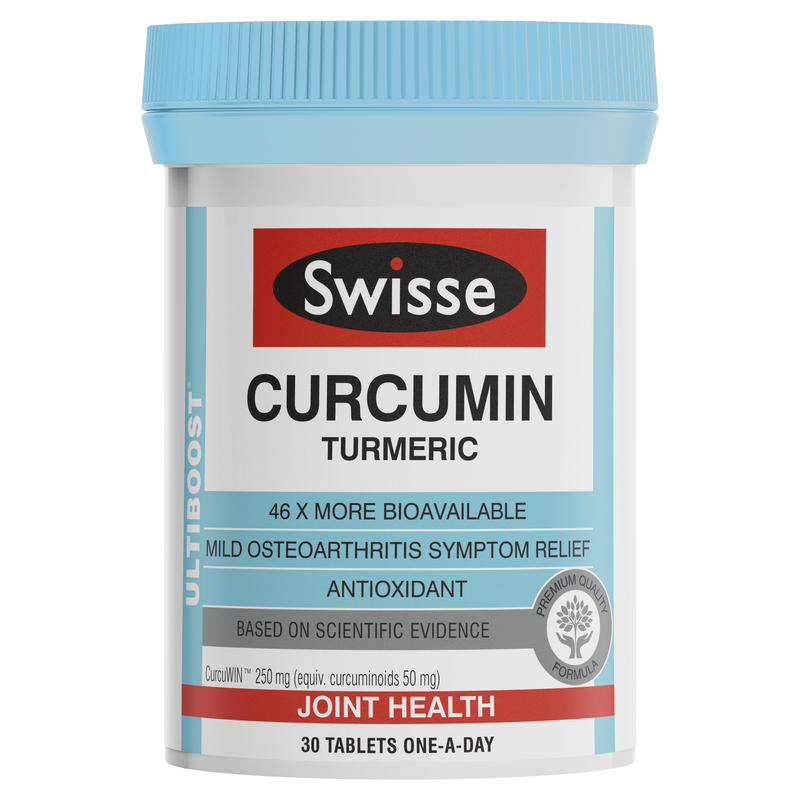 Swisse
CURCUMIN
TURMERIC
ULTIBOOST®
46 X MORE BIOAVAILABLE
MILD OSTEOARTHRITIS SYMPTOM RELIEF
ANTIOXIDANT
BASED ON SCIENTIFIC EVIDENCE
PREMIUM QUALITY
FORMULA
CurcuWIN™ 250 mg (equiv. curcuminoids 50 mg)
JOINT HEALTH
30 TABLETS ONE-A-DAY